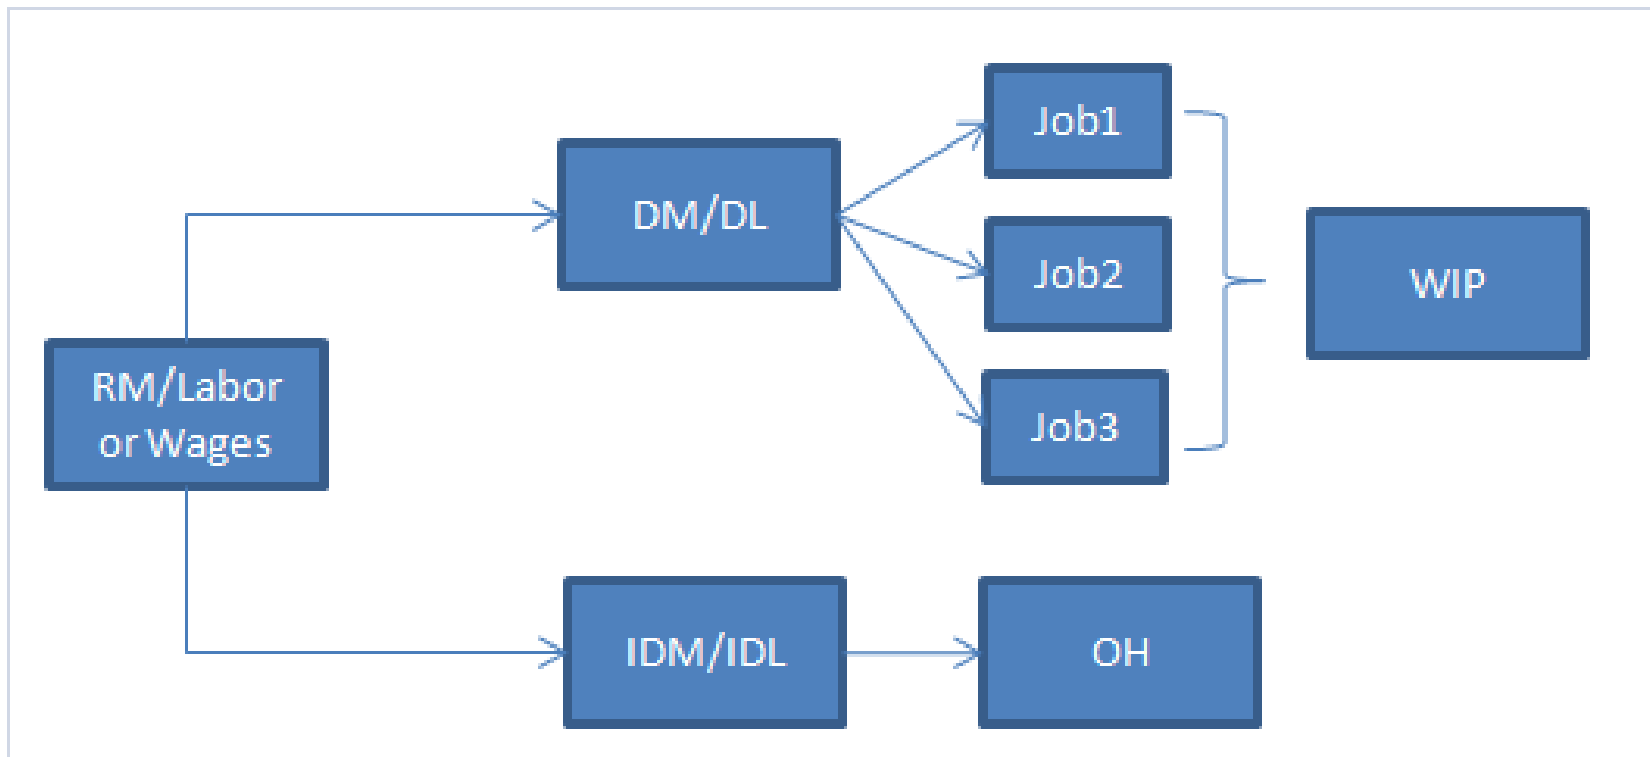 RM/Labor
or Wages
DM/DL
Job1
Job2
Job3
WIP
IDM/IDL
OH